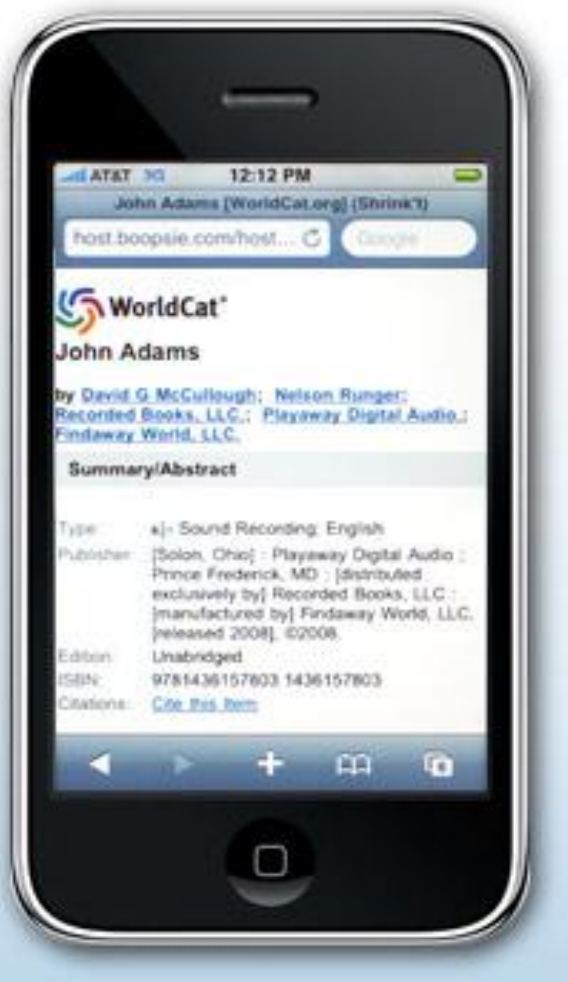 AT&T 3G 12:12 PM
John Adams [WorldCat.org] (Shrink't)
host.boopsie.com/host... Google
WorldCat®
John Adams
by David G McCullough; Nelson Runger;
Recorded Books, LLC.; Playaway Digital Audio.;
Findaway World, LLC.
Summary/Abstract
Type: Sound Recording: English
Publisher: [Solon, Ohio] : Playaway Digital Audio ;
Prince Frederick, MD : [distributed
exclusively by] Recorded Books, LLC :
[manufactured by] Findaway World, LLC,
[released 2008], ©2008.
Edition: Unabridged
ISBN: 9781436157803 1436157803
Citations: Cite this Item